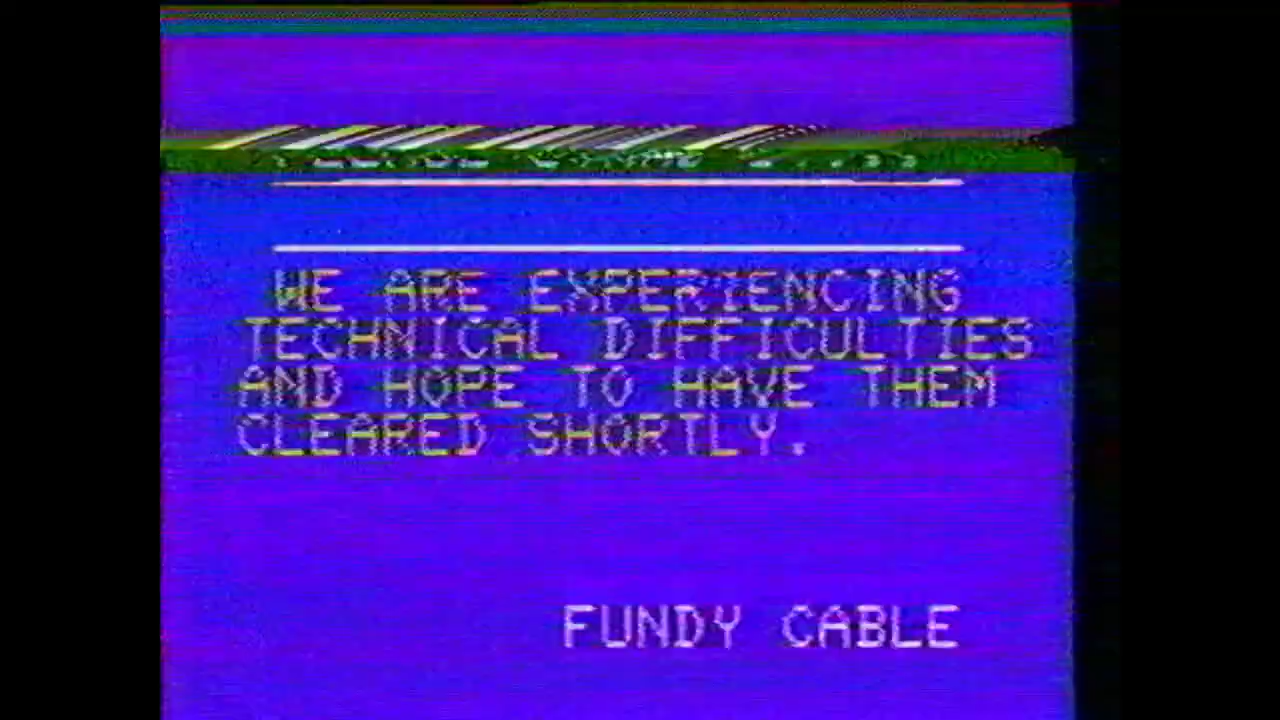 WE ARE EXPERIENCING
TECHNICAL DIFFICULTIES
AND HOPE TO HAVE THEM
CLEARED SHORTLY.
FUNDY CABLE